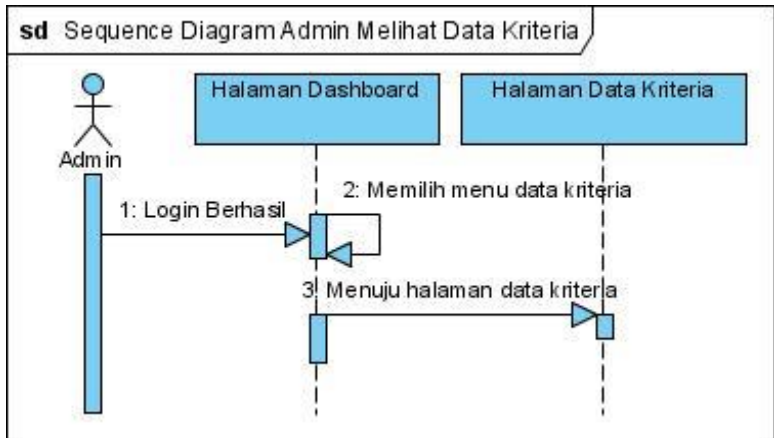 sd Sequence Diagram Admin Melihat Data Kriteria
Halaman Dashboard
Halaman Data Kriteria
Admin
2: Memilih menu data kriteria
1: Login Berhasil
3: Menuju halaman data kriteria